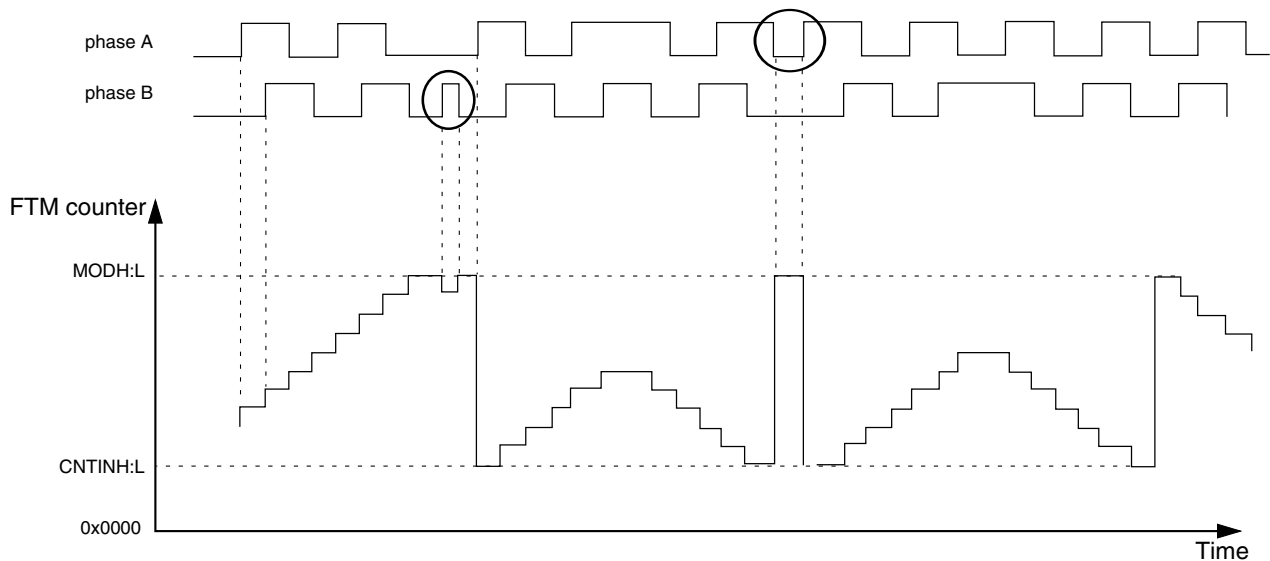 phase A
phase B
FTM counter
MODH:L
CNTINH:L
0x0000
Time